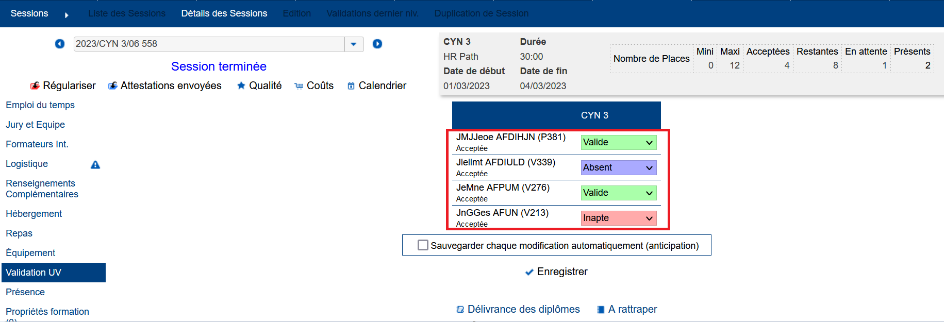 Sessions Liste des Sessions Détails des Sessions Edition Validations dernier niv. Duplication de Session
2023/CYN 3/06 558
Session terminée
Régulariser Attestations envoyées Qualité Coûts Calendrier
CYN 3 Durée
HR Path 30:00
Date de début Date de fin
01/03/2023 04/03/2023
Mini Maxi Acceptées Restantes En attente Présents
Nombre de Places 0 12 4 8 1 2
Emploi du temps
Jury et Equipe
Formateurs Int.
Logistique
Renseignements
Complémentaires
Hébergement
Repas
Équipement
Validation UV
Présence
Propriétés formation
CYN 3
JMJJeoe AFDIHJN (P381) Valide
Acceptée
JIelImt AFDIULD (V339) Absent
Acceptée
JeMne AFPUM (V276) Valide
Acceptée
JnGGes AFUN (V213) Inapte
Acceptée
Sauvegarder chaque modification automatiquement (anticipation)
Enregistrer
Délivrance des diplômes A rattraper